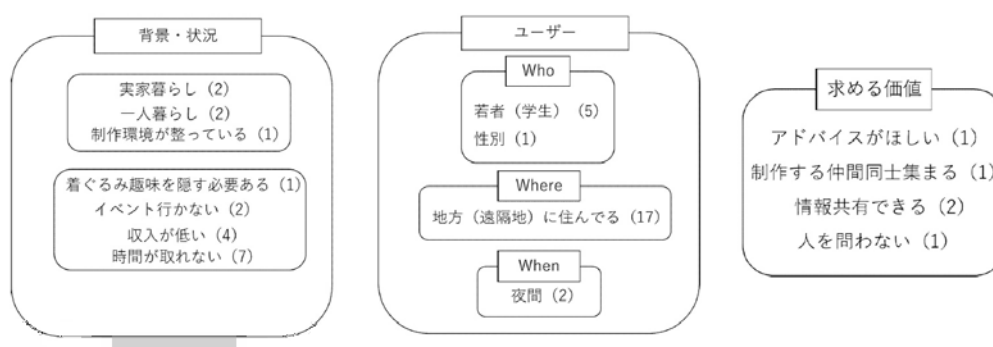 背景・状況
実家暮らし（2）
一人暮らし（2）
制作環境が整っている（1）
着ぐるみ趣味を隠す必要ある（1）
イベント行かない（2）
収入が低い（4）
時間が取れない（7）
ユーザー
Who
若者（学生）（5）
性別（1）
Where
地方（遠隔地）に住んでる（17）
When
夜間（2）
求める価値
アドバイスがほしい（1）
制作する仲間同士集まる（1）
情報共有できる（2）
人を問わない（1）